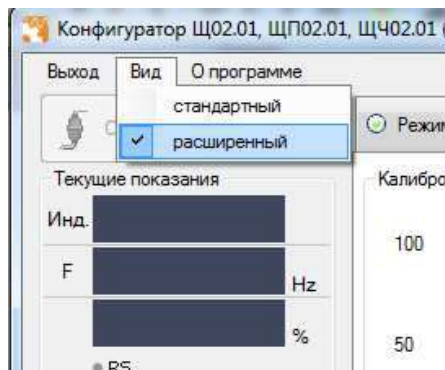 Конфигуратор Щ02.01, ЩП02.01, ЩЧ02.01 (
Выход Вид О программе
стандартный
расширенный
Режим
Текущие показания
Калибро
Инд.
100
F
Hz
%
50
RS